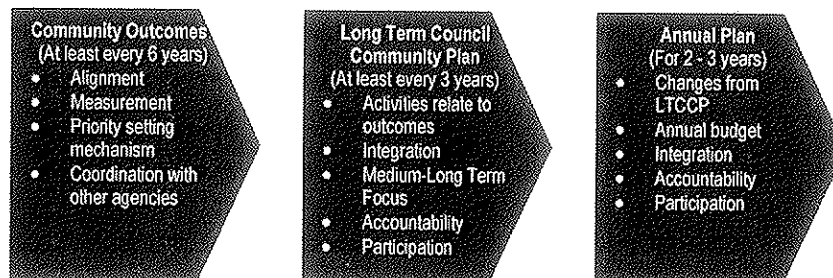 Community Outcomes
(At least every 6 years)
• Alignment
• Measurement
• Priority setting
mechanism
• Coordination with
other agencies
Long Term Council
Community Plan
(At least every 3 years)
• Activities relate to
outcomes
• Integration
• Medium-Long Term
Focus
• Accountability
• Participation
Annual Plan
(For 2 - 3 years)
• Changes from
LTCCP
• Annual budget
• Integration
• Accountability
• Participation